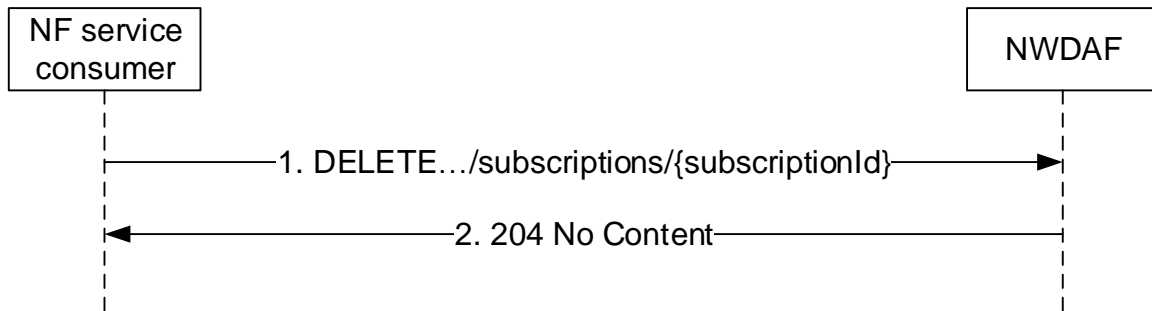 NF service
consumer
NWDAF
1. DELETE…/subscriptions/{subscriptionId}
2. 204 No Content